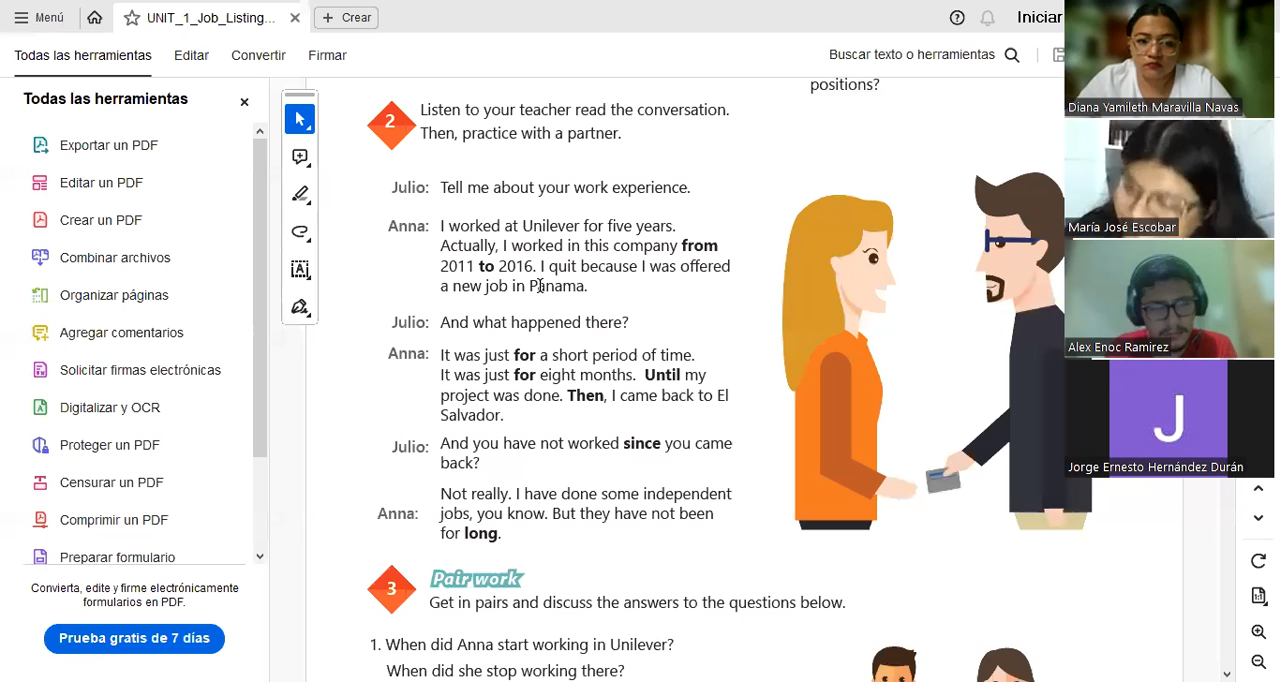 Menú
UNIT_1_Job_Listing...
Crear
Iniciar
Todas las herramientas
Editar
Convertir
Firmar
Buscar texto o herramientas
Todas las herramientas
Exportar un PDF
Editar un PDF
Crear un PDF
Combinar archivos
Organizar páginas
Agregar comentarios
Solicitar firmas electrónicas
Digitalizar y OCR
Proteger un PDF
Censurar un PDF
Comprimir un PDF
Preparar formulario
Convierta, edite y firme electrónicamente
formularios en PDF.
Prueba gratis de 7 días
positions?
2
Listen to your teacher read the conversation.
Then, practice with a partner.
Julio: Tell me about your work experience.
Anna: I worked at Unilever for five years.
Actually, I worked in this company from
2011 to 2016. I quit because I was offered
a new job in Panama.
Julio: And what happened there?
Anna: It was just for a short period of time.
It was just for eight months. Until my
project was done. Then, I came back to El
Salvador.
Julio: And you have not worked since you came
back?
Anna: Not really. I have done some independent
jobs, you know. But they have not been
for long.
3
Pair work
Get in pairs and discuss the answers to the questions below.
1. When did Anna start working in Unilever?
When did she stop working there?
Diana Yamileth Maravilla Navas
María José Escobar
Alex Enoc Ramirez
J
Jorge Ernesto Hernández Durán